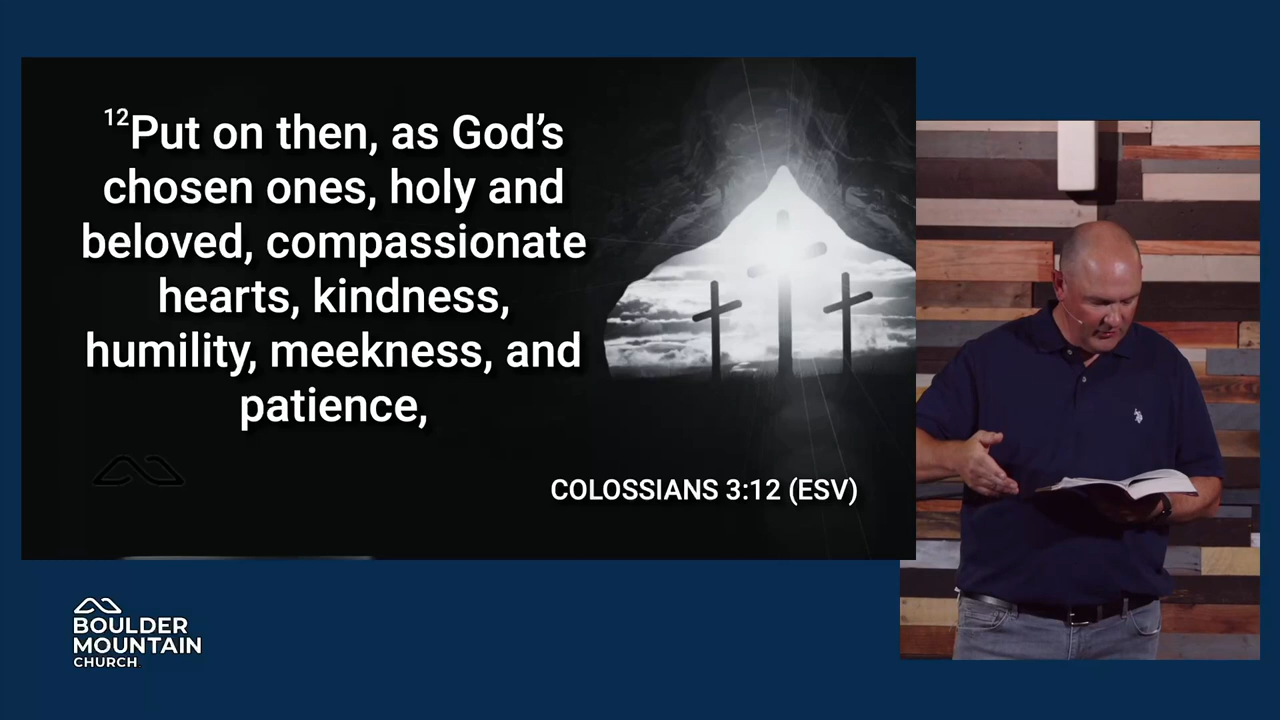 12Put on then, as God’s
chosen ones, holy and
beloved, compassionate
hearts, kindness,
humility, meekness, and
patience,
COLOSSIANS 3:12 (ESV)
BOULDER
MOUNTAIN
CHURCH